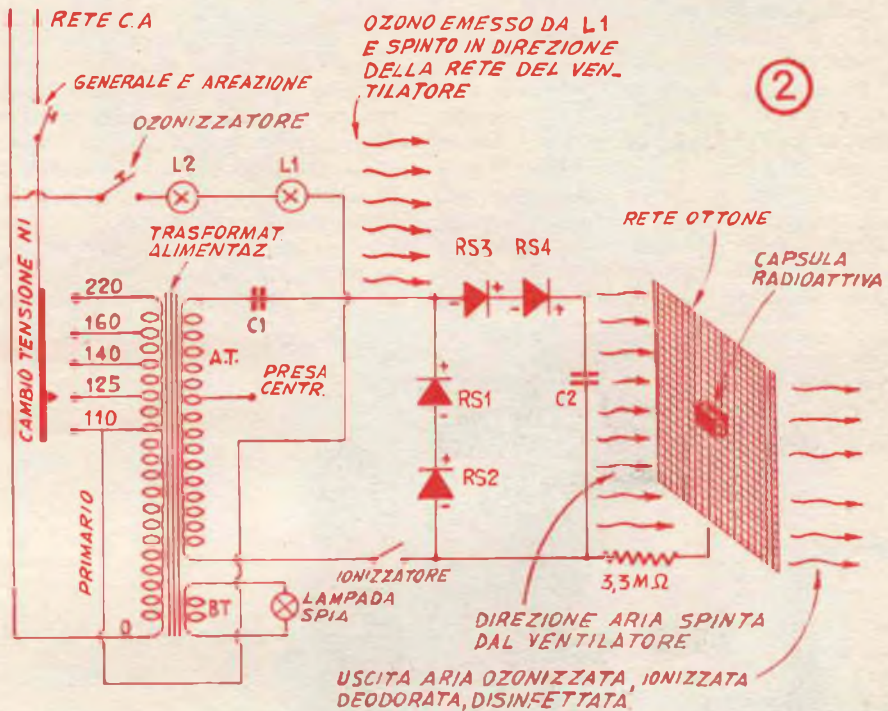 RETE C.A
GENERALE E AREAZIONE
OZONIZZATORE
L2
L1
OZONO EMESSO DA L1
E SPINTO IN DIREZIONE
DELLA RETE DEL VEN_
TILATORE
2
TRASFORMAT.
ALIMENTAZ
CAMBIO TENSIONE NI
220
160
140
125
110
PRIMARIO
0
A.T.
C1
PRESA
CENTR.
RS3
RS4
RS1
RS2
C2
RETE OTTONE
CAPSULA
RADIOATTIVA
IONIZZATORE
BT
LAMPADA
SPIA
3,3MΩ
DIREZIONE ARIA SPINTA
DAL VENTILATORE
USCITA ARIA OZONIZZATA, IONIZZATA
DEODORATA, DISINFETTATA